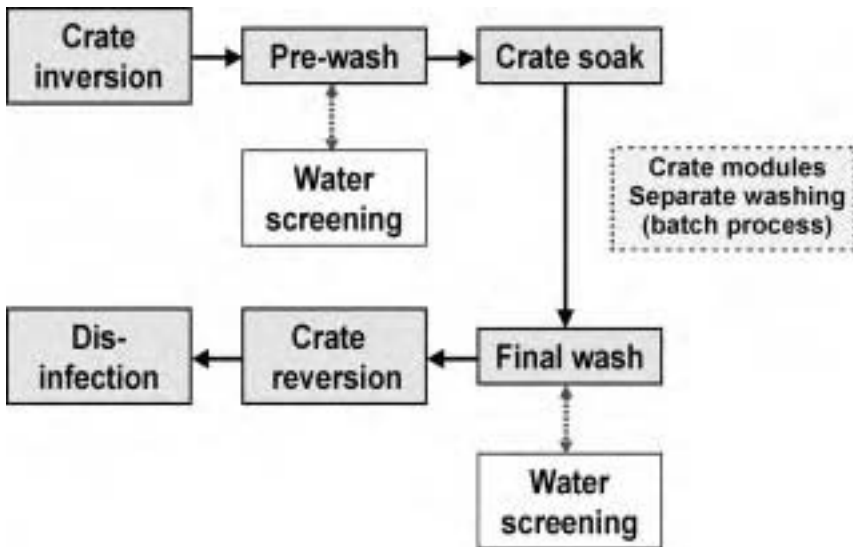 Crate
inversion
Pre-wash
Crate soak
Water
screening
Crate modules
Separate washing
(batch process)
Dis-
infection
Crate
reversion
Final wash
Water
screening